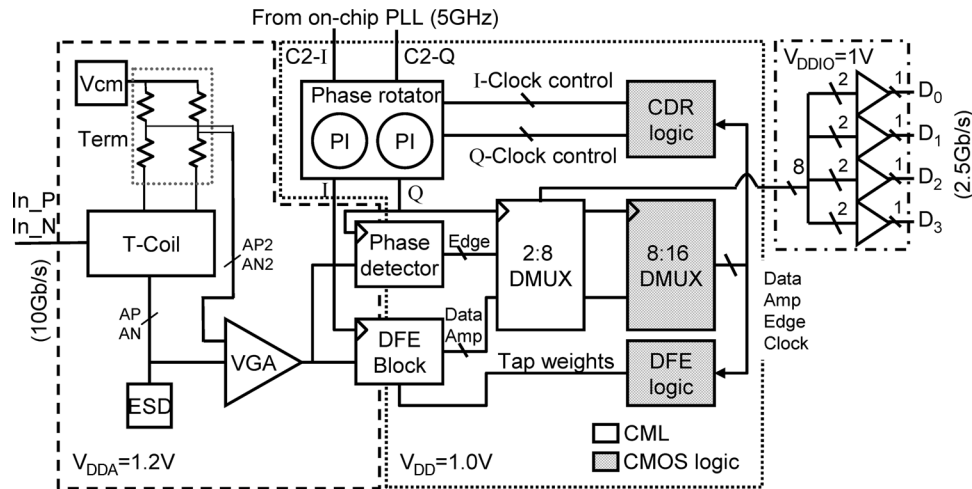 From on-chip PLL (5GHz)
C2-I
C2-Q
VDDIO=1V
Vcm
Term
Phase rotator
PI
PI
I-Clock control
Q-Clock control
CDR
logic
2
1
D0
2
1
D1
8
2
1
D2
2
1
D3
(2.5Gb/s)
I
Q
In_P
In_N
(10Gb/s)
T-Coil
AP2
AN2
AP
AN
Phase
detector
Edge
2:8
DMUX
8:16
DMUX
Data
Amp
Edge
Clock
VGA
DFE
Block
Data
Amp
Tap weights
DFE
logic
ESD
CML
CMOS logic
VDDA=1.2V
VDD=1.0V